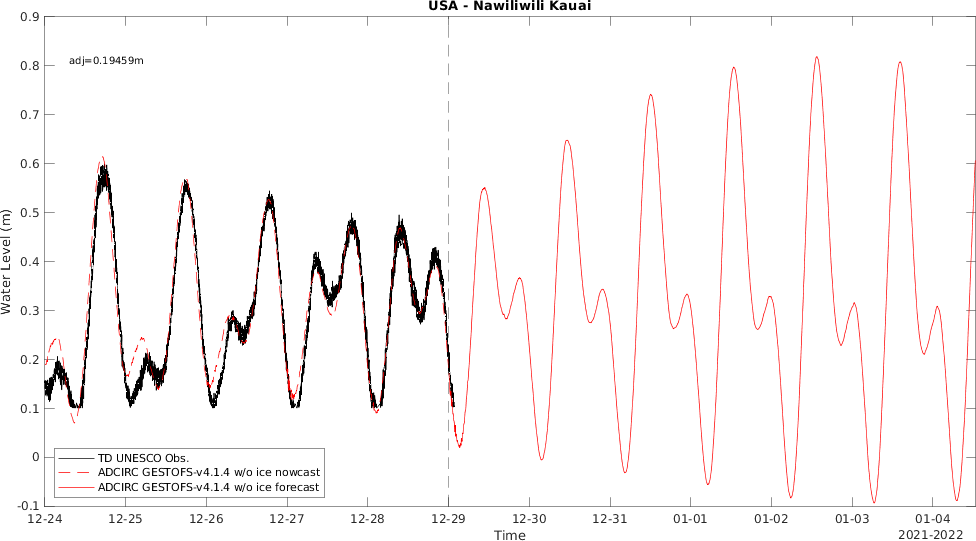 USA - Nawiliwili Kauai
0.9
0.8
0.7
0.6
0.5
0.4
0.3
0.2
0.1
0
-0.1
Water Level (m)
adj=0.19459m
TD UNESCO Obs.
ADCIRC GESTOFS-v4.1.4 w/o ice nowcast
ADCIRC GESTOFS-v4.1.4 w/o ice forecast
12-24 12-25 12-26 12-27 12-28 12-29 12-30 12-31 01-01 01-02 01-03 01-04
Time
2021-2022